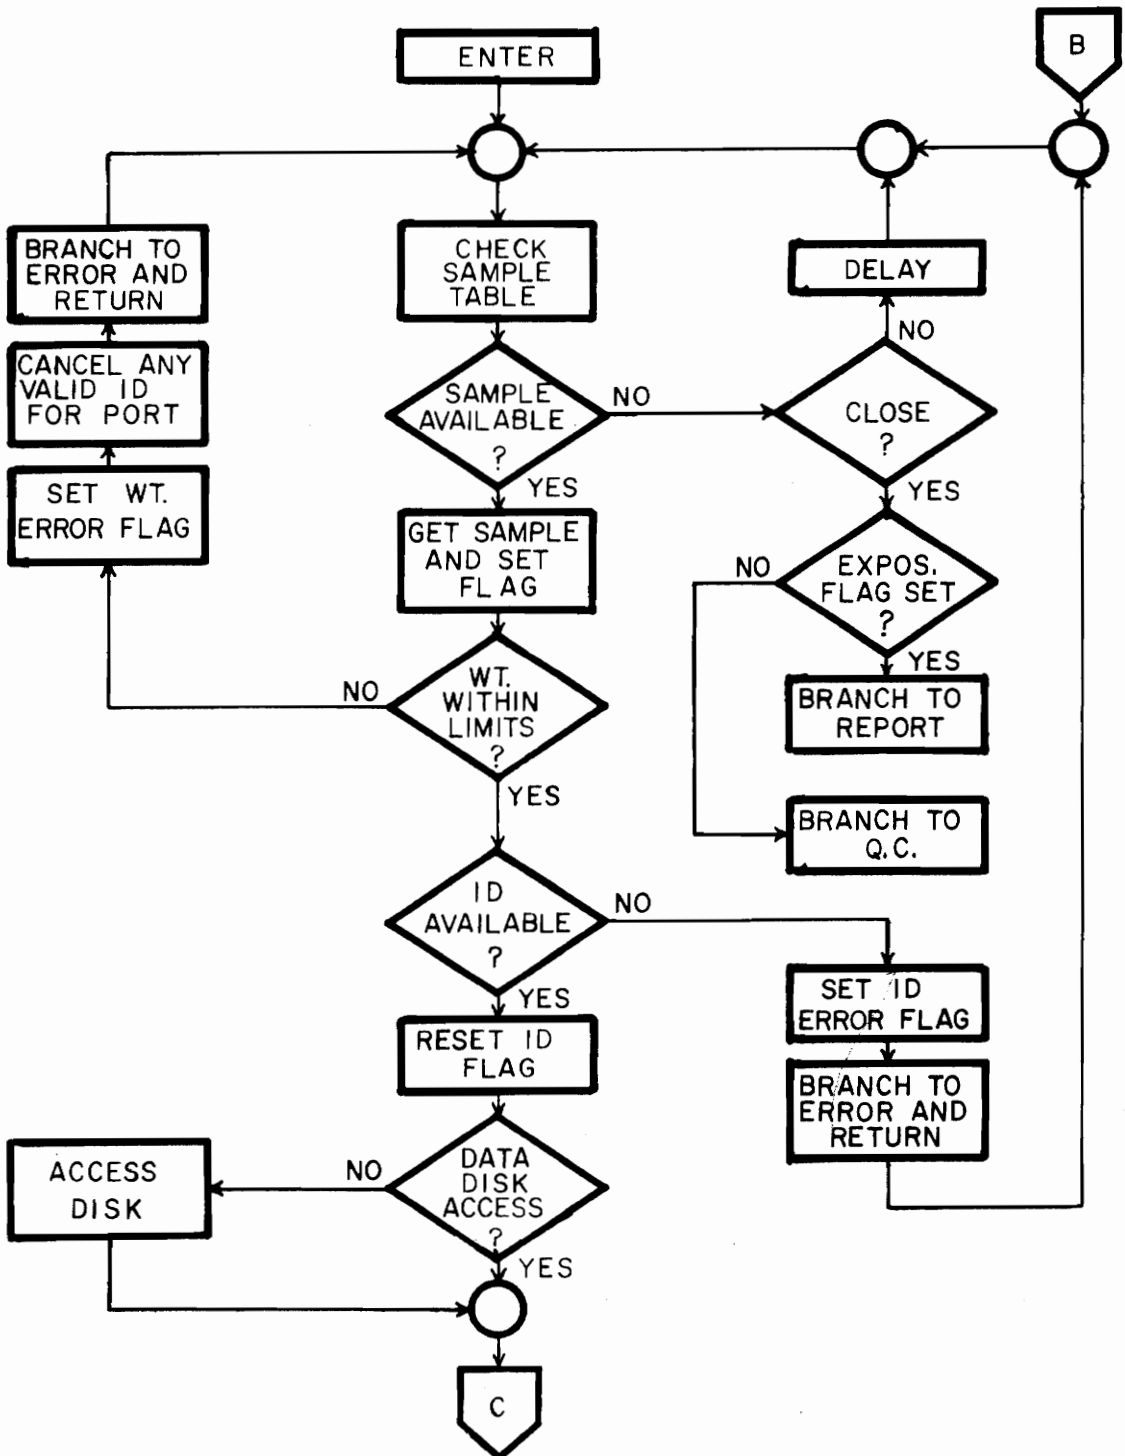 ENTER
B
BRANCH TO
ERROR AND
RETURN
CHECK
SAMPLE
TABLE
DELAY
NO
CANCEL ANY
VALID ID
FOR PORT
SAMPLE
AVAILABLE
?
NO
CLOSE
?
YES
YES
SET WT.
ERROR FLAG
GET SAMPLE
AND SET
FLAG
NO
EXPOS.
FLAG SET
?
YES
NO
WT.
WITHIN
LIMITS
?
YES
BRANCH TO
REPORT
BRANCH TO
Q.C.
ID
AVAILABLE
?
NO
YES
SET ID
ERROR FLAG
RESET ID
FLAG
BRANCH TO
ERROR AND
RETURN
ACCESS
DISK
NO
DATA
DISK
ACCESS
?
YES
C